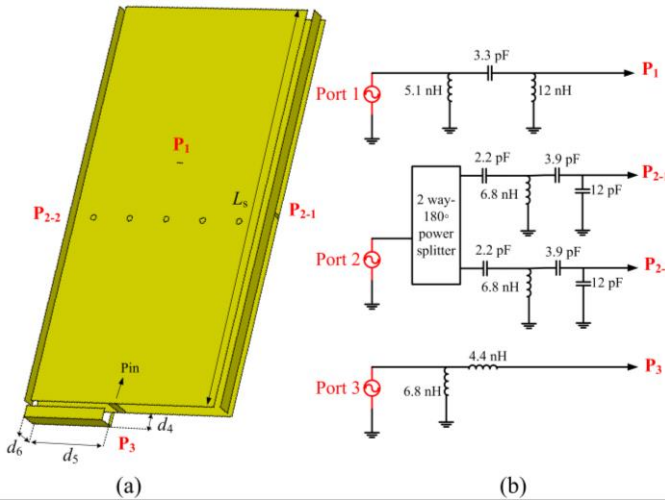 P1
P2-2
Ls
P2-1
Pin
d4
d6
d5
P3
(a)
3.3 pF
P1
Port 1
5.1 nH
12 nH
2.2 pF
3.9 pF
P2-
6.8 nH
12 pF
2 way-
180°
power
splitter
Port 2
2.2 pF
3.9 pF
P2-
6.8 nH
12 pF
4.4 nH
P3
Port 3
6.8 nH
(b)